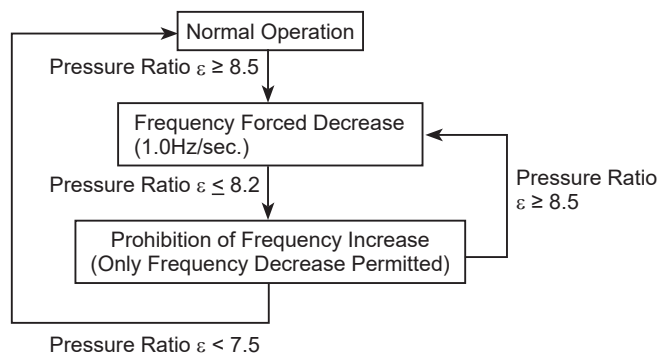 Normal Operation
Pressure Ratio ε ≥ 8.5
Frequency Forced Decrease
(1.0Hz/sec.)
Pressure Ratio ε ≤ 8.2
Pressure Ratio
ε ≥ 8.5
Prohibition of Frequency Increase
(Only Frequency Decrease Permitted)
Pressure Ratio ε < 7.5